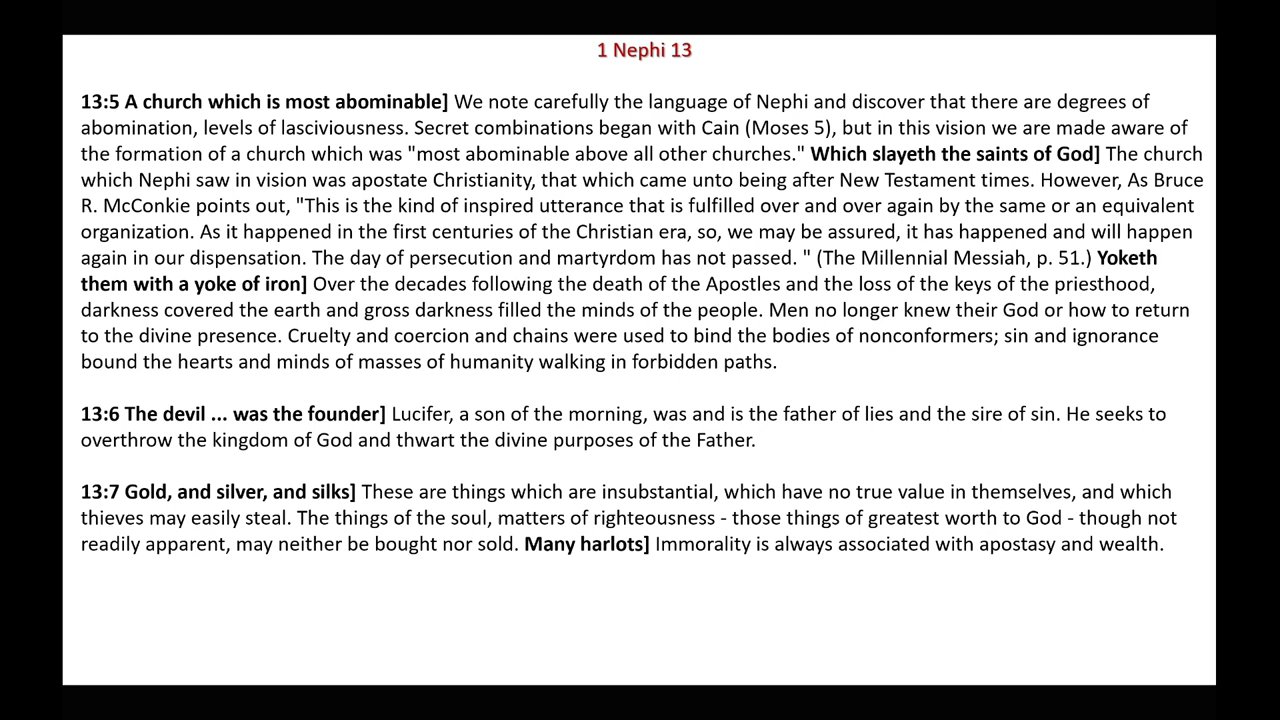 1 Nephi 13
13:5 A church which is most abominable] We note carefully the language of Nephi and discover that there are degrees of
abomination, levels of lasciviousness. Secret combinations began with Cain (Moses 5), but in this vision we are made aware of
the formation of a church which was "most abominable above all other churches." Which slayeth the saints of God] The church
which Nephi saw in vision was apostate Christianity, that which came unto being after New Testament times. However, As Bruce
R. McConkie points out, "This is the kind of inspired utterance that is fulfilled over and over again by the same or an equivalent
organization. As it happened in the first centuries of the Christian era, so, we may be assured, it has happened and will happen
again in our dispensation. The day of persecution and martyrdom has not passed. " (The Millennial Messiah, p. 51.) Yoketh
them with a yoke of iron] Over the decades following the death of the Apostles and the loss of the keys of the priesthood,
darkness covered the earth and gross darkness filled the minds of the people. Men no longer knew their God or how to return
to the divine presence. Cruelty and coercion and chains were used to bind the bodies of nonconformers; sin and ignorance
bound the hearts and minds of masses of humanity walking in forbidden paths.
13:6 The devil ... was the founder] Lucifer, a son of the morning, was and is the father of lies and the sire of sin. He seeks to
overthrow the kingdom of God and thwart the divine purposes of the Father.
13:7 Gold, and silver, and silks] These are things which are insubstantial, which have no true value in themselves, and which
thieves may easily steal. The things of the soul, matters of righteousness - those things of greatest worth to God - though not
readily apparent, may neither be bought nor sold. Many harlots] Immorality is always associated with apostasy and wealth.